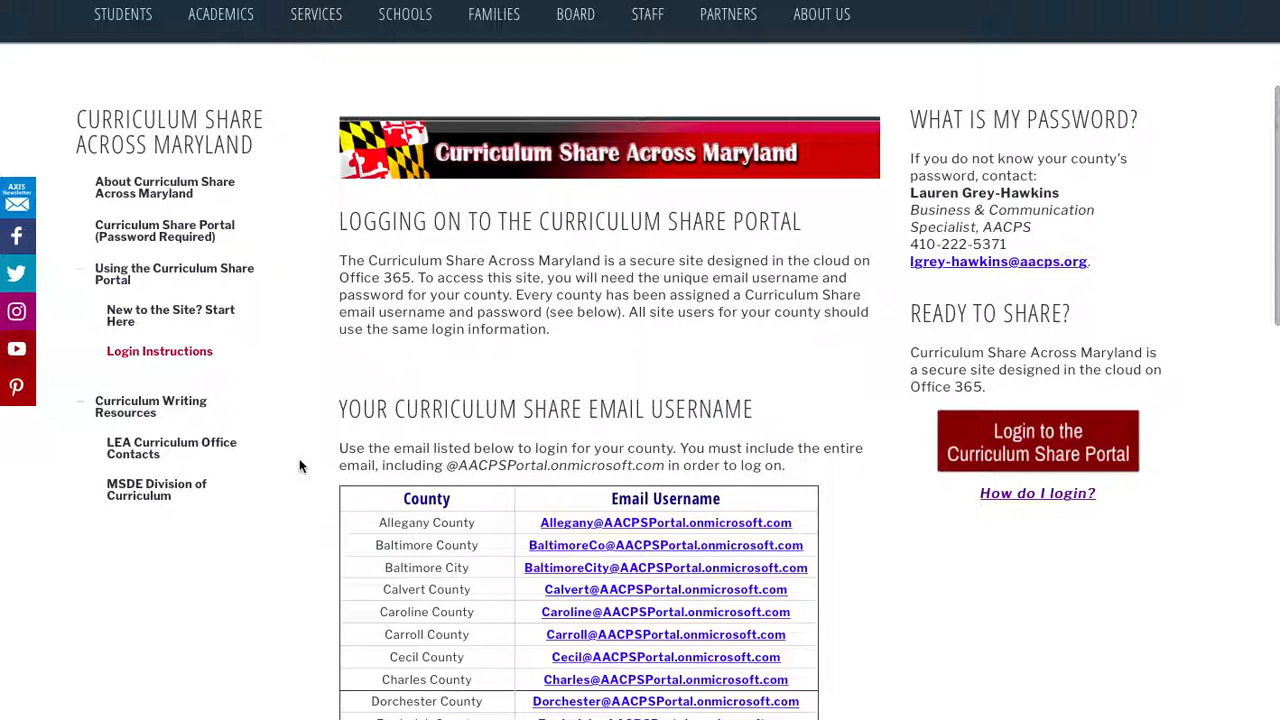 STUDENTS ACADEMICS SERVICES SCHOOLS FAMILIES BOARD STAFF PARTNERS ABOUT US
AXIS
Newsletter
CURRICULUM SHARE
ACROSS MARYLAND
About Curriculum Share
Across Maryland
Curriculum Share Portal
(Password Required)
Using the Curriculum Share
Portal
New to the Site? Start
Here
Login Instructions
Curriculum Writing
Resources
LEA Curriculum Office
Contacts
MSDE Division of
Curriculum
Curriculum Share Across Maryland
LOGGING ON TO THE CURRICULUM SHARE PORTAL
The Curriculum Share Across Maryland is a secure site designed in the cloud on
Office 365. To access this site, you will need the unique email username and
password for your county. Every county has been assigned a Curriculum Share
email username and password (see below). All site users for your county should
use the same login information.
YOUR CURRICULUM SHARE EMAIL USERNAME
Use the email listed below to login for your county. You must include the entire
email, including @AACPSPortal.onmicrosoft.com in order to log on.
County Email Username
Allegany County Allegany@AACPSPortal.onmicrosoft.com
Baltimore County BaltimoreCo@AACPSPortal.onmicrosoft.com
Baltimore City BaltimoreCity@AACPSPortal.onmicrosoft.com
Calvert County Calvert@AACPSPortal.onmicrosoft.com
Caroline County Caroline@AACPSPortal.onmicrosoft.com
Carroll County Carroll@AACPSPortal.onmicrosoft.com
Cecil County Cecil@AACPSPortal.onmicrosoft.com
Charles County Charles@AACPSPortal.onmicrosoft.com
Dorchester County Dorchester@AACPSPortal.onmicrosoft.com
WHAT IS MY PASSWORD?
If you do not know your county's
password, contact:
Lauren Grey-Hawkins
Business & Communication
Specialist, AACPS
410-222-5371
lgrey-hawkins@aacps.org.
READY TO SHARE?
Curriculum Share Across Maryland is
a secure site designed in the cloud on
Office 365.
Login to the
Curriculum Share Portal
How do I login?